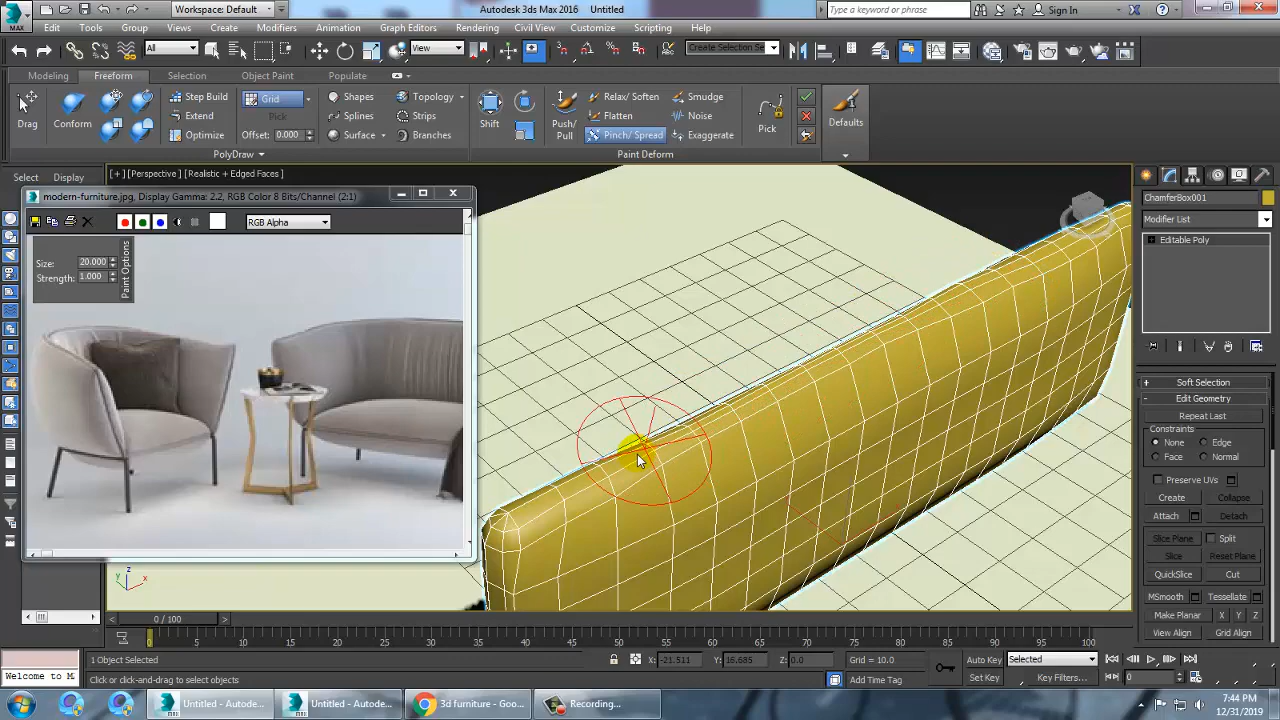 Workspace: Default
Autodesk 3ds Max 2016
Untitled
Type a keyword or phrase
Sign In
MAX
Edit
Tools
Group
Views
Create
Modifiers
Animation
Graph Editors
Rendering
Civil View
Customize
Scripting
Help
All
View
Create Selection Se
Modeling
Freeform
Selection
Object Paint
Populate
Drag
Conform
Step Build
Extend
Optimize
Grid
Pick
Offset: 0.000
Shapes
Splines
Surface
Topology
Strips
Branches
PolyDraw
Shift
Push/
Pull
Relax/ Soften
Flatten
Pinch/ Spread
Smudge
Noise
Exaggerate
Pick
Paint Deform
Defaults
Select
Display
[+] [Perspective] [Realistic + Edged Faces]
modern-furniture.jpg, Display Gamma: 2.2, RGB Color 8 Bits/Channel (2:1)
RGB Alpha
Size: 20.000
Strength: 1.000
Paint Options
ChamferBox001
Modifier List
Editable Poly
Soft Selection
Edit Geometry
Repeat Last
Constraints
None
Edge
Face
Normal
Preserve UVs
Create
Collapse
Attach
Detach
Slice Plane
Split
Slice
Reset Plane
QuickSlice
Cut
MSmooth
Tessellate
Make Planar
X
Y
Z
View Align
Grid Align
z
y
x
0 / 100
0
5
10
15
20
25
30
35
40
45
50
55
60
65
70
75
80
85
90
95
100
1 Object Selected
X: -21.511
Y: 16.685
Z: 0.0
Grid = 10.0
Auto Key
Selected
Welcome to M
Click or click-and-drag to select objects
Add Time Tag
Set Key
Key Filters...
0
Untitled - Autode...
Untitled - Autode...
3d furniture - Goo...
Recording...
7:44 PM
12/31/2019